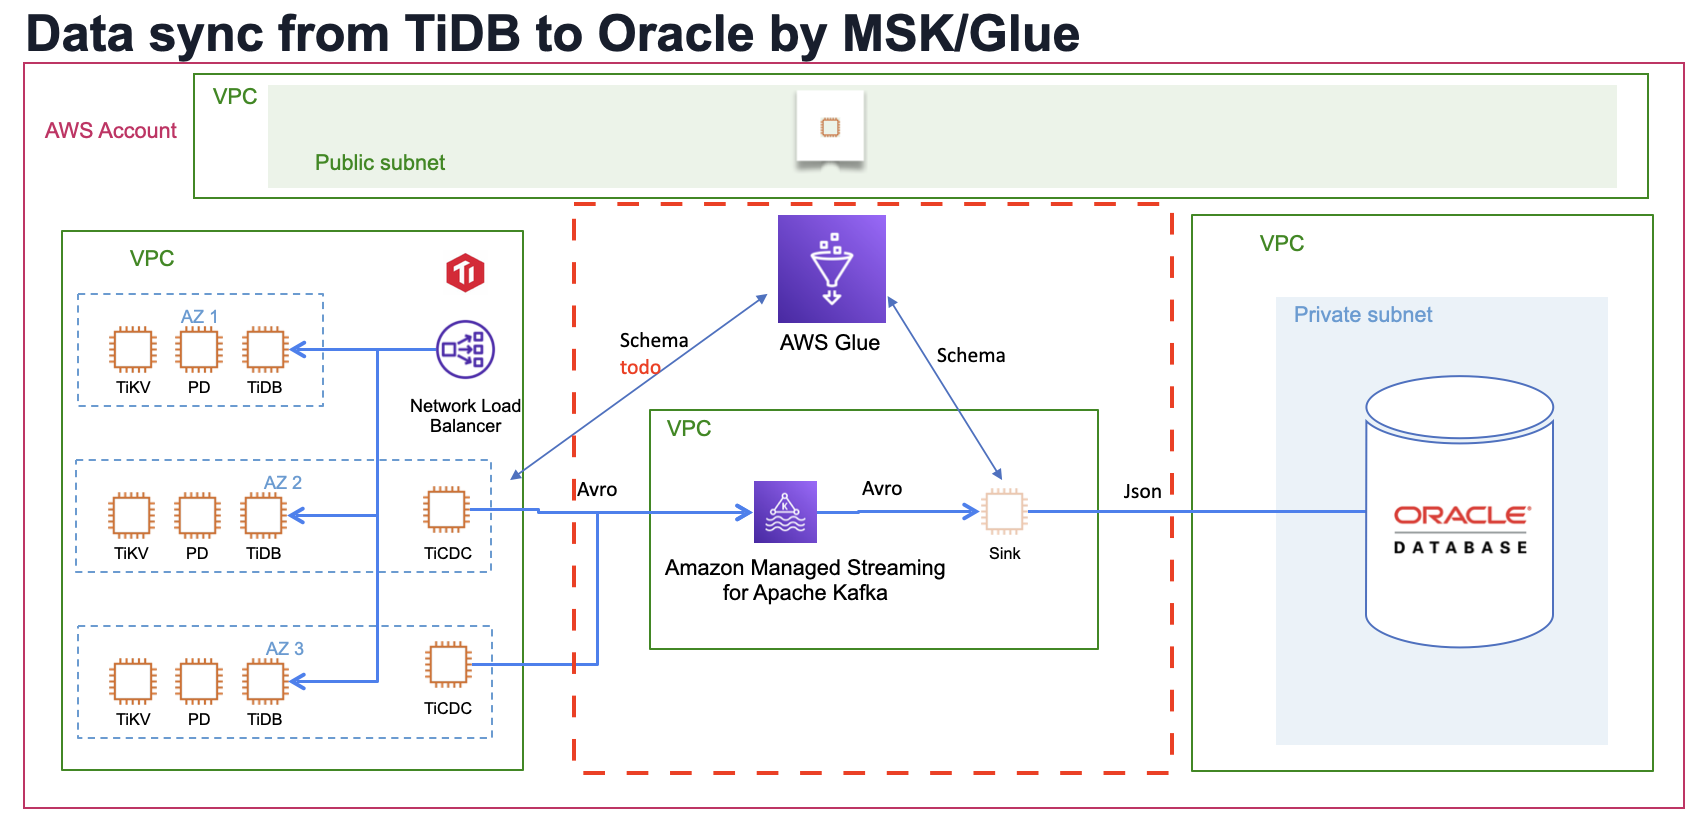 Data sync from TiDB to Oracle by MSK/Glue
AWS Account
VPC
Public subnet
VPC
Ti
AZ 1
TiKV
PD
TiDB
Network Load
Balancer
AZ 2
TiKV
PD
TiDB
TiCDC
AZ 3
TiKV
PD
TiDB
TiCDC
AWS Glue
Schema
todo
Schema
VPC
Avro
K
Avro
Amazon Managed Streaming
for Apache Kafka
Sink
Json
VPC
Private subnet
ORACLE®
DATABASE